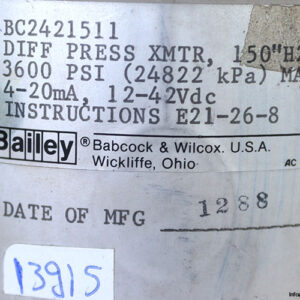 BC2421511
DIFF PRESS XMTR, 150"H2
3600 PSI (24822 kPa) MA
4-20mA, 12-42Vdc
INSTRUCTIONS E21-26-8
Bailey® Babcock & Wilcox. U.S.A.
Wickliffe, Ohio AC
DATE OF MFG 1288
13915